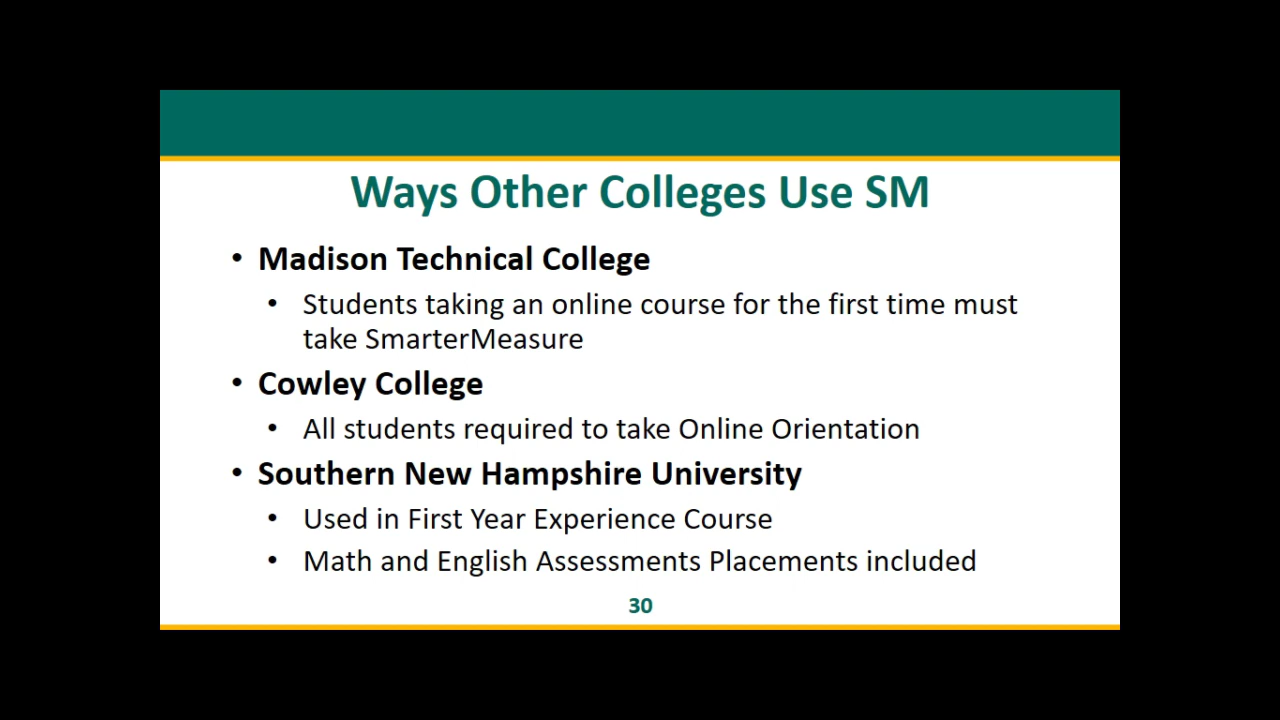 Ways Other Colleges Use SM
• Madison Technical College
• Students taking an online course for the first time must
take SmarterMeasure
• Cowley College
• All students required to take Online Orientation
• Southern New Hampshire University
• Used in First Year Experience Course
• Math and English Assessments Placements included
30